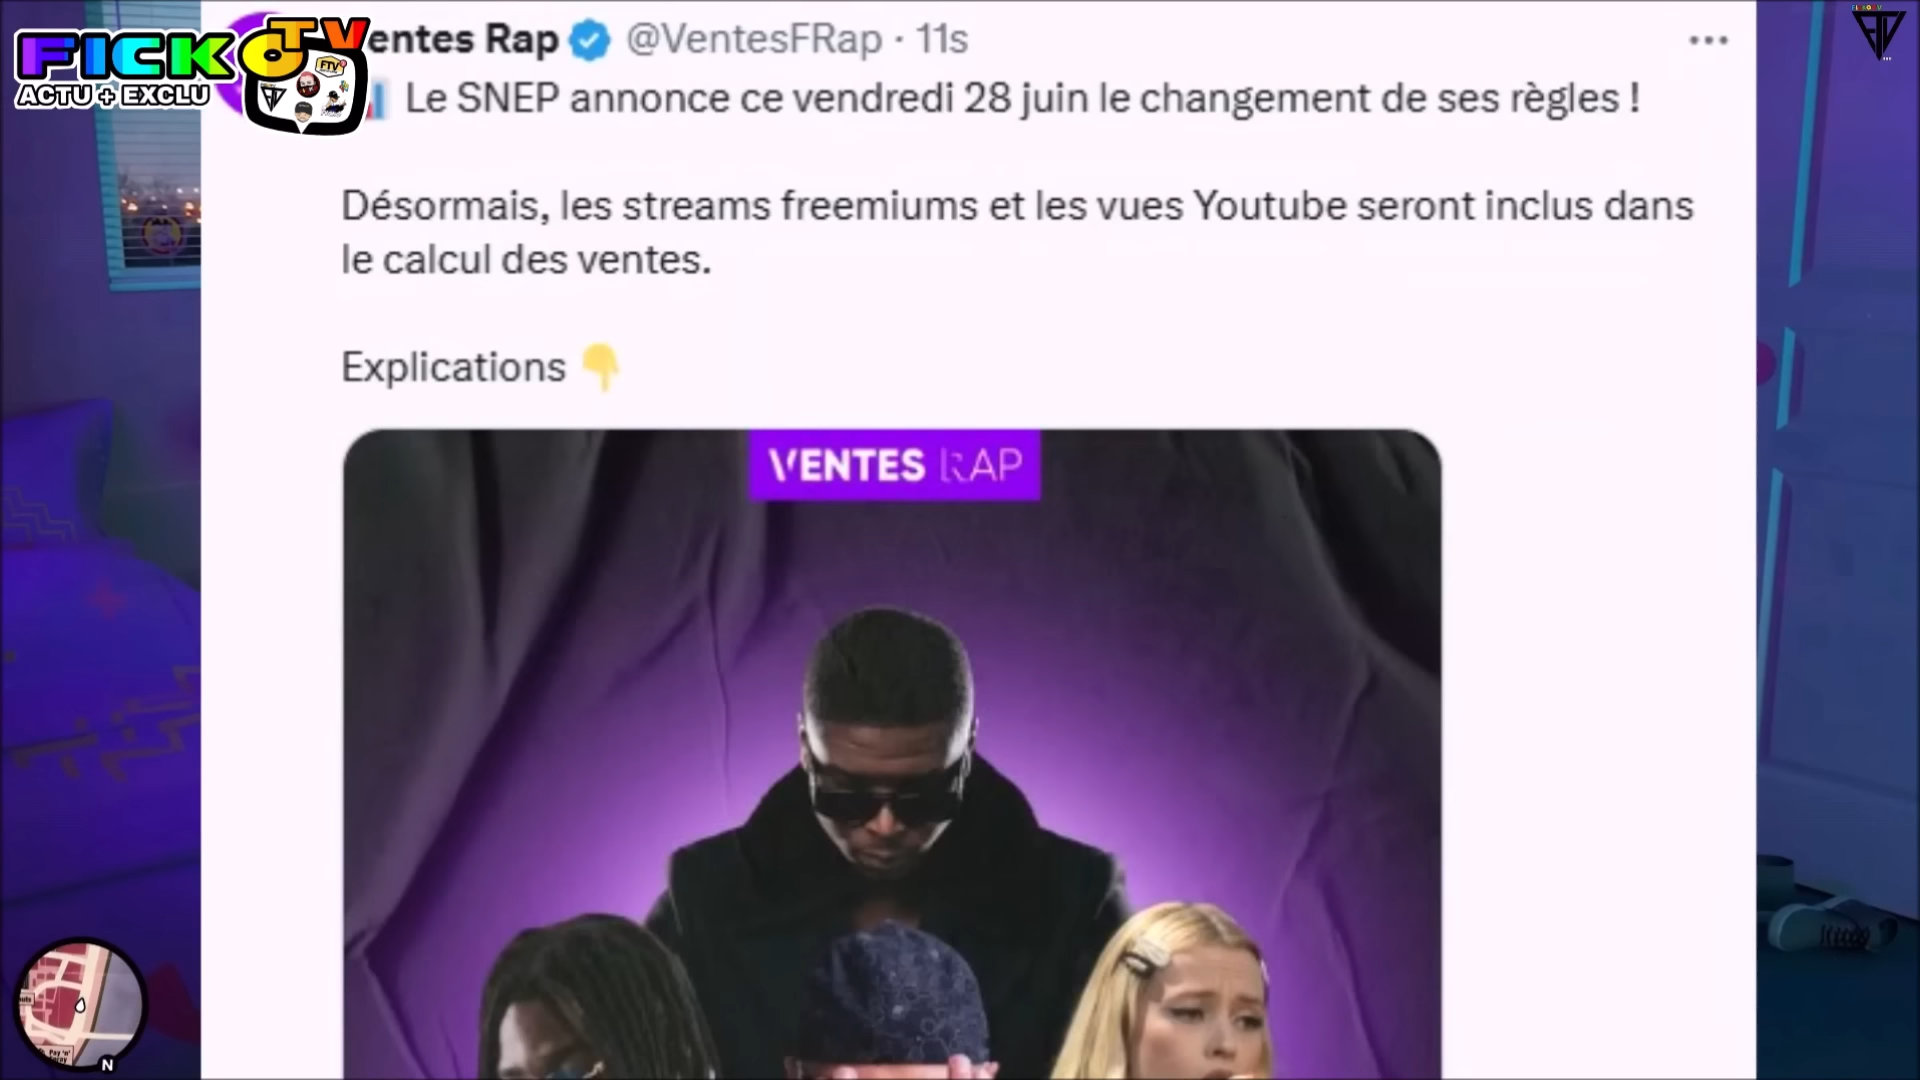 FICKO TV
ACTU + EXCLU
FTV
entes Rap @VentesFRap · 11s
Le SNEP annonce ce vendredi 28 juin le changement de ses règles !
Désormais, les streams freemiums et les vues Youtube seront inclus dans
le calcul des ventes.
Explications 👇
VENTES RAP
Pay 'n'
N